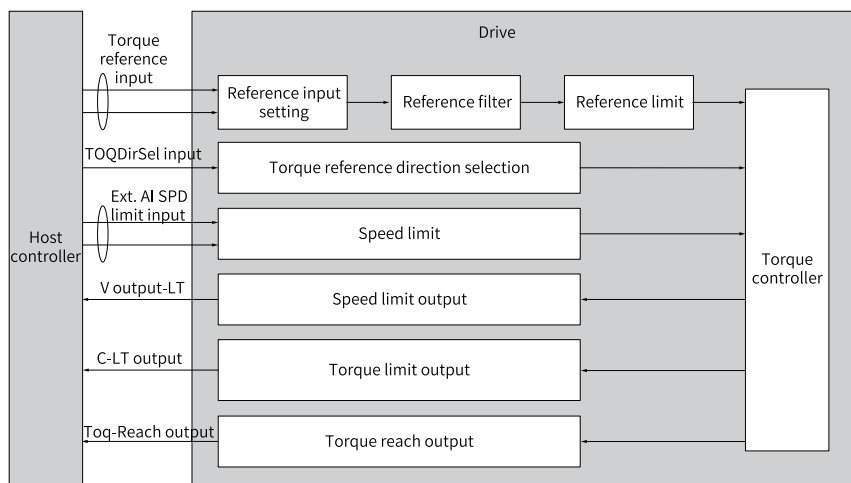 Drive
Torque
reference
input
Reference input
setting
Reference filter
Reference limit
TOQDirSel input
Torque reference direction selection
Ext. AI SPD
limit input
Speed limit
Host
controller
Torque
controller
V output-LT
Speed limit output
C-LT output
Torque limit output
Toq-Reach output
Torque reach output